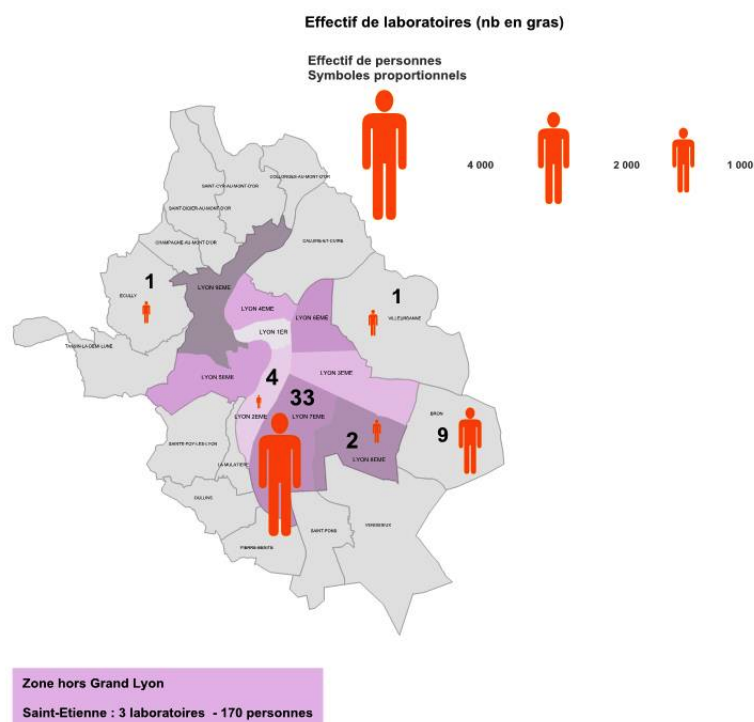 Effectif de laboratoires (nb en gras)
Effectif de personnes
Symboles proportionnels
4 000
2 000
1 000
COLLONGES-AU-MONT-D'OR
SAINT-CYR-AU-MONT-D'OR
SAINT-DIDIER-AU-MONT-D'OR
CHAMPAGNE-AU-MONT-D'OR
CALUIRE-ET-CUIRE
1
ECULLY
LYON 9EME
1
VILLEURBANNE
LYON 4EME
LYON 6EME
LYON 1ER
TASSIN-LA-DEMI-LUNE
LYON 5EME
4
LYON 3EME
33
LYON 2EME
LYON 7EME
BRON
9
2
LYON 8EME
SAINTE-FOY-LES-LYON
LA MULATIERE
OULLINS
SAINT-FONS
VENISSIEUX
PIERRE-BENITE
Zone hors Grand Lyon
Saint-Etienne : 3 laboratoires - 170 personnes